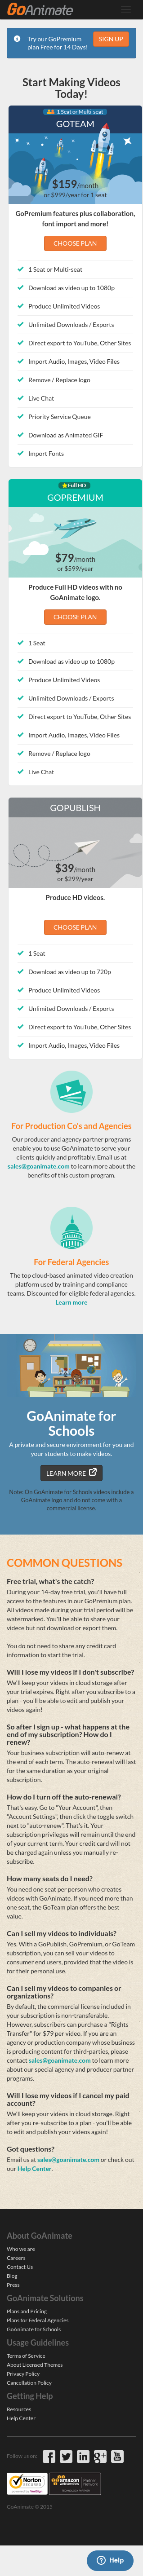 GoAnimate
Try our GoPremium
plan Free for 14 Days!
SIGN UP
Start Making Videos
Today!
1 Seat or Multi-seat
GOTEAM
$159/month
or $999/year for 1 seat
GoPremium features plus collaboration,
font import and more!
CHOOSE PLAN
1 Seat or Multi-seat
Download as video up to 1080p
Produce Unlimited Videos
Unlimited Downloads / Exports
Direct export to YouTube, Other Sites
Import Audio, Images, Video Files
Remove / Replace logo
Live Chat
Priority Service Queue
Download as Animated GIF
Import Fonts
Full HD
GOPREMIUM
$79/month
or $599/year
Produce Full HD videos with no
GoAnimate logo.
CHOOSE PLAN
1 Seat
Download as video up to 1080p
Produce Unlimited Videos
Unlimited Downloads / Exports
Direct export to YouTube, Other Sites
Import Audio, Images, Video Files
Remove / Replace logo
Live Chat
GOPUBLISH
$39/month
or $299/year
Produce HD videos.
CHOOSE PLAN
1 Seat
Download as video up to 720p
Produce Unlimited Videos
Unlimited Downloads / Exports
Direct export to YouTube, Other Sites
Import Audio, Images, Video Files
For Production Co's and Agencies
Our producer and agency partner programs
enable you to use GoAnimate to serve your
clients quickly and profitably. Email us at
sales@goanimate.com to learn more about the
benefits of this custom program.
For Federal Agencies
The top cloud-based animated video creation
platform created by training and compliance
teams. Discounted for eligible federal agencies.
Learn more
GoAnimate for
Schools
A private and secure environment for you and
your students to make videos.
LEARN MORE
Note: On GoAnimate for Schools videos include a
GoAnimate logo and do not come with a
commercial license.
COMMON QUESTIONS
Free trial, what's the catch?
During your 14-day free trial, you'll have full
access to the features in our GoPremium plan.
All videos made during your trial period will be
watermarked. You'll be able to share your
videos but not download or export them.
You do not need to share any credit card
information to start the trial.
Will I lose my videos if I don't subscribe?
We'll keep your videos in cloud storage after
your trial expires. Right after you subscribe to a
plan - you'll be able to edit and publish your
videos again!
So after I sign up - what happens at the
end of my subscription? How do I
renew?
Your business subscription will auto-renew at
the end of each term. The auto-renewal will be
for the same duration as your original
subscription.
How do I turn off the auto-renewal?
That's easy. Go to "Your Account", then
"Account Settings", then click the toggle switch
next to "auto-renew". That's it. Your
subscription privileges will remain until the end
of your current term. Your credit card will not
be charged again unless you manually re-
subscribe.
How many seats do I need?
You need one seat per person who creates
videos with GoAnimate. If you need more than
one seat, the GoTeam plan offers the best
value.
Can I sell my videos to individuals?
Yes. With a GoPublish, GoPremium, or GoTeam
subscription, you can sell your videos to
consumer end users, provided that the video is
for their personal use.
Can I sell my videos to companies or
organizations?
By default, the commercial license included in
your subscription is non-transferable.
However, subscribers can purchase a "Rights
Transfer" for $79 per video. If you are an
agency or production company whose business
is producing content for third-parties, please
contact sales@goanimate.com to learn more
about our special agency and producer partner
programs.
Will I lose my videos if I cancel my paid
account?
We'll keep your videos in cloud storage. Right
after you re-subscribe to a plan - you'll be able
to edit and publish your videos again!
Got questions?
Email us at sales@goanimate.com or check out
our Help Center.
About GoAnimate
Who we are
Careers
Contact Us
Blog
Press
GoAnimate Solutions
Plans and Pricing
Plans for Federal Agencies
GoAnimate for Schools
Usage Guidelines
Terms of Service
About Licensed Themes
Privacy Policy
Cancellation Policy
Getting Help
Resources
Help Center
Follow us on:
Norton
SECURED
amazon
web services
Partner
Network
GoAnimate © 2015
Help